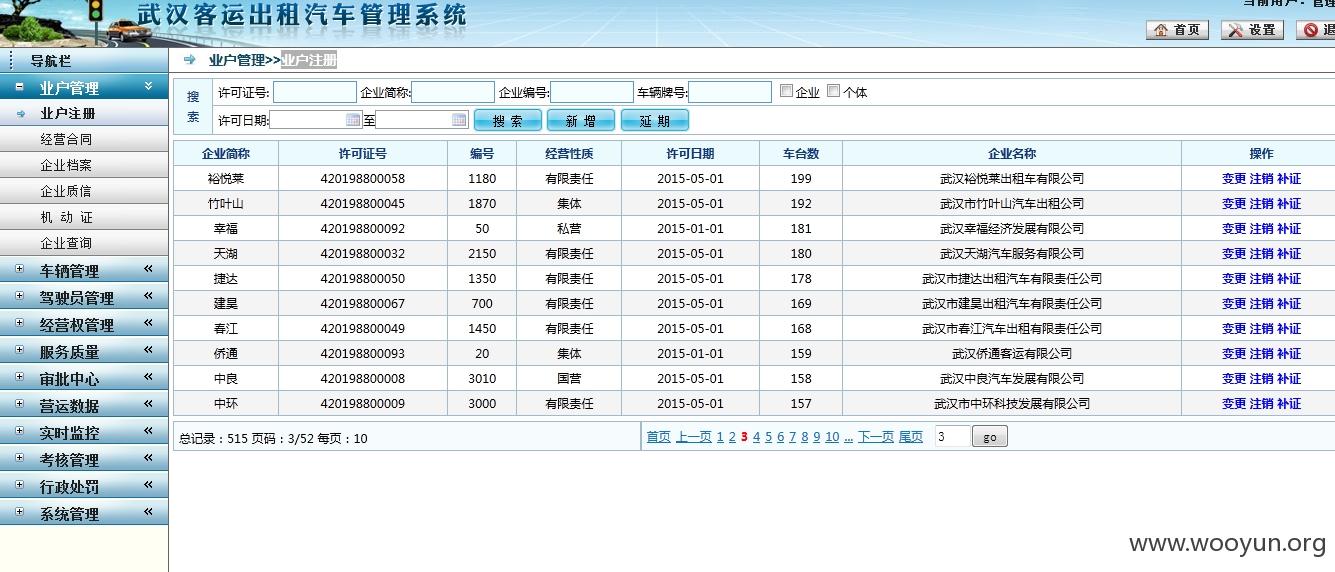 武汉客运出租汽车管理系统
首页 设置
导航栏
业户管理
业户注册
经营合同
企业档案
企业质信
机 动 证
企业查询
车辆管理
驾驶员管理
经营权管理
服务质量
审批中心
营运数据
实时监控
考核管理
行政处罚
系统管理
业户管理>>业户注册
搜索
许可证号: 企业简称: 企业编号: 车辆牌号: 企业 个体
许可日期: 至 搜 索 新 增 延 期
企业简称 许可证号 编号 经营性质 许可日期 车台数 企业名称 操作
裕悦莱 420198800058 1180 有限责任 2015-05-01 199 武汉裕悦莱出租车有限公司 变更 注销 补证
竹叶山 420198800045 1870 集体 2015-05-01 192 武汉市竹叶山汽车出租公司 变更 注销 补证
幸福 420198800092 50 私营 2015-01-01 181 武汉幸福经济发展有限公司 变更 注销 补证
天湖 420198800032 2150 有限责任 2015-05-01 180 武汉天湖汽车服务有限公司 变更 注销 补证
捷达 420198800050 1350 有限责任 2015-05-01 178 武汉市捷达出租汽车有限责任公司 变更 注销 补证
建昊 420198800067 700 有限责任 2015-05-01 169 武汉市建昊出租汽车有限公司 变更 注销 补证
春江 420198800049 1450 有限责任 2015-05-01 168 武汉市春江汽车出租有限责任公司 变更 注销 补证
侨通 420198800093 20 集体 2015-01-01 159 武汉侨通客运有限公司 变更 注销 补证
中良 420198800008 3010 国营 2015-05-01 158 武汉中良汽车发展有限公司 变更 注销 补证
中环 420198800009 3000 有限责任 2015-05-01 157 武汉市中环科技发展有限公司 变更 注销 补证
总记录：515 页码：3/52 每页：10
首页 上一页 1 2 3 4 5 6 7 8 9 10 ... 下一页 尾页 3 go
www.wooyun.org